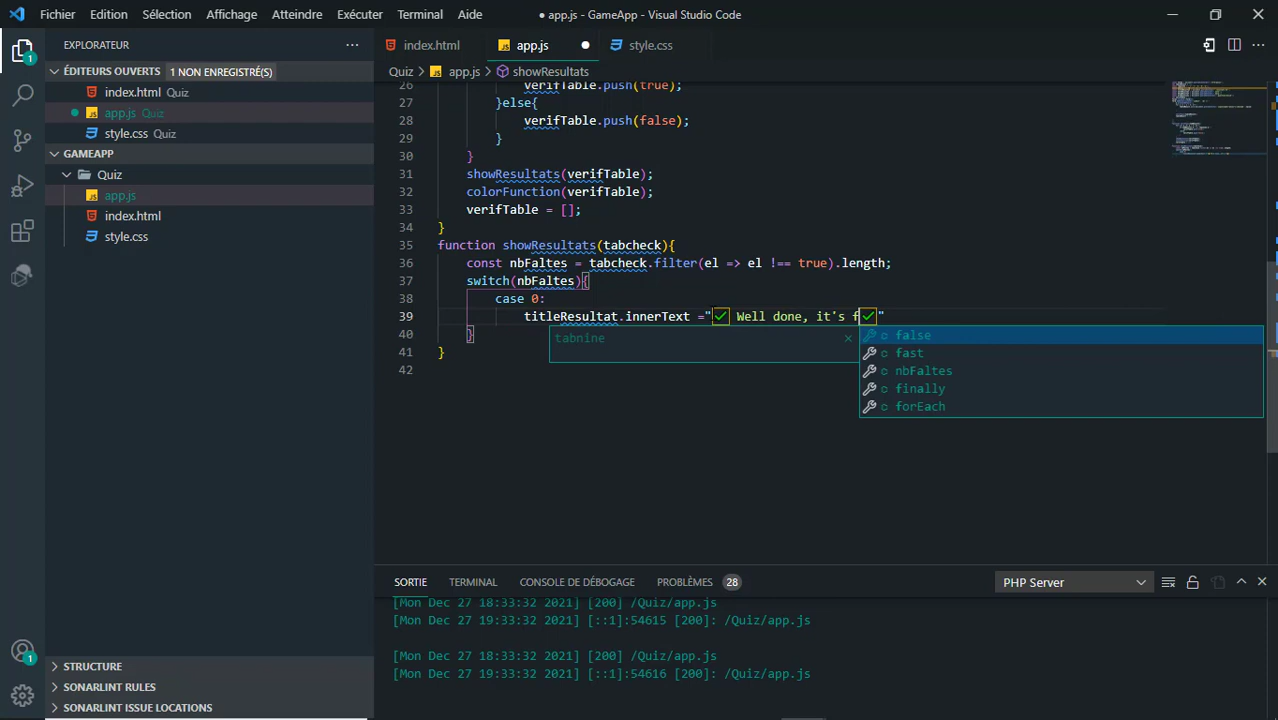 Fichier Edition Sélection Affichage Atteindre Exécuter Terminal Aide ● app.js - GameApp - Visual Studio Code
EXPLORATEUR
ÉDITEURS OUVERTS 1 NON ENREGISTRÉ(S)
index.html Quiz
app.js Quiz
style.css Quiz
GAMEAPP
Quiz
app.js
index.html
style.css
STRUCTURE
SONARLINT RULES
SONARLINT ISSUE LOCATIONS
1
1
index.html app.js style.css
Quiz > app.js > showResultats
26 verifTable.push(true);
27 }else{
28 verifTable.push(false);
29 }
30 }
31 showResultats(verifTable);
32 colorFunction(verifTable);
33 verifTable = [];
34 }
35 function showResultats(tabcheck){
36 const nbFaltes = tabcheck.filter(el => el !== true).length;
37 switch(nbFaltes){
38 case 0:
39 titleResultat.innerText ="✅ Well done, it's f✅"
40 }
41 }
42
tabnine
false
fast
nbFaltes
finally
forEach
SORTIE TERMINAL CONSOLE DE DÉBOGAGE PROBLÈMES 28 PHP Server
[Mon Dec 27 18:33:32 2021] [200] /Quiz/app.js
[Mon Dec 27 19:33:32 2021] [::1]:54615 [200]: /Quiz/app.js
[Mon Dec 27 18:33:32 2021] [200] /Quiz/app.js
[Mon Dec 27 19:33:32 2021] [::1]:54616 [200]: /Quiz/app.js